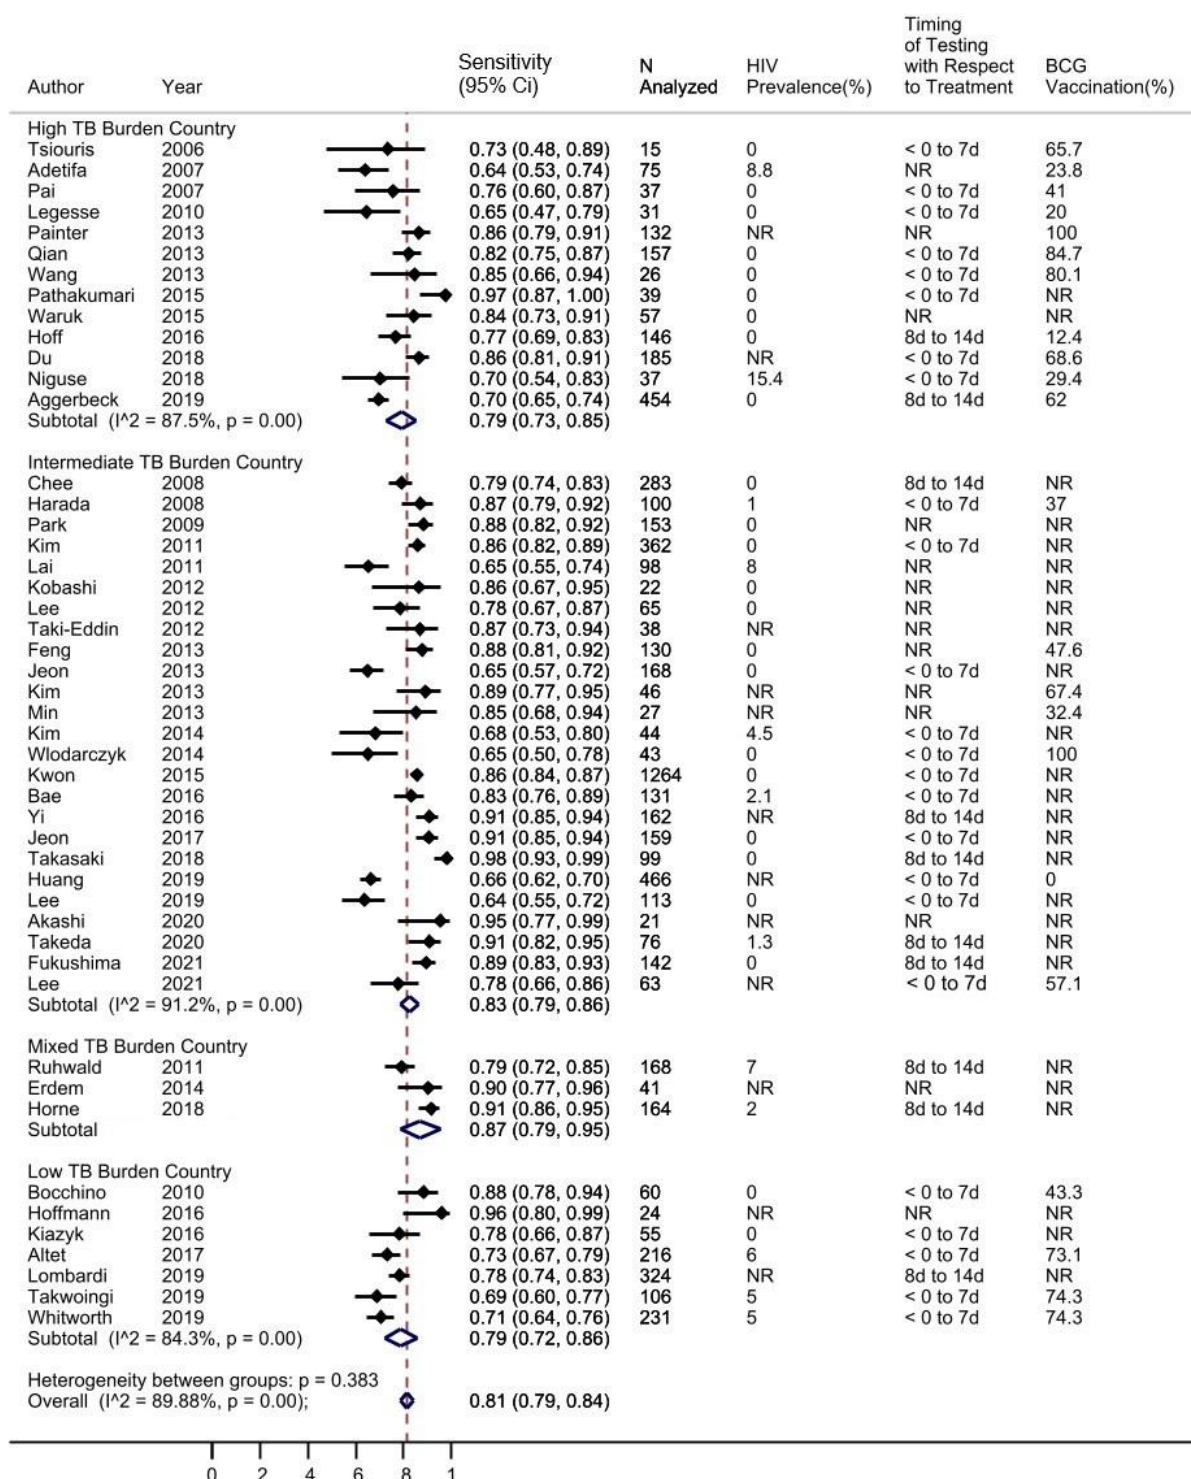 Author Year Sensitivity (95% Ci) N Analyzed HIV Prevalence(%) Timing of Testing with Respect to Treatment BCG Vaccination(%)
High TB Burden Country
Tsiouris 2006 0.73 (0.48, 0.89) 15 0 < 0 to 7d 65.7
Adetifa 2007 0.64 (0.53, 0.74) 75 8.8 NR 23.8
Pai 2007 0.76 (0.60, 0.87) 37 0 < 0 to 7d 41
Legesse 2010 0.65 (0.47, 0.79) 31 0 < 0 to 7d 20
Painter 2013 0.86 (0.79, 0.91) 132 NR NR 100
Qian 2013 0.82 (0.75, 0.87) 157 0 < 0 to 7d 84.7
Wang 2013 0.85 (0.66, 0.94) 26 0 < 0 to 7d 80.1
Pathakumari 2015 0.97 (0.87, 1.00) 39 0 < 0 to 7d NR
Waruk 2015 0.84 (0.73, 0.91) 57 0 NR NR
Hoff 2016 0.77 (0.69, 0.83) 146 0 8d to 14d 12.4
Du 2018 0.86 (0.81, 0.91) 185 NR < 0 to 7d 68.6
Niguse 2018 0.70 (0.54, 0.83) 37 15.4 < 0 to 7d 29.4
Aggerbeck 2019 0.70 (0.65, 0.74) 454 0 8d to 14d 62
Subtotal (I^2 = 87.5%, p = 0.00) 0.79 (0.73, 0.85)
Intermediate TB Burden Country
Chee 2008 0.79 (0.74, 0.83) 283 0 8d to 14d NR
Harada 2008 0.87 (0.79, 0.92) 100 1 < 0 to 7d 37
Park 2009 0.88 (0.82, 0.92) 153 0 NR NR
Kim 2011 0.86 (0.82, 0.89) 362 0 < 0 to 7d NR
Lai 2011 0.65 (0.55, 0.74) 98 8 NR NR
Kobashi 2012 0.86 (0.67, 0.95) 22 0 NR NR
Lee 2012 0.78 (0.67, 0.87) 65 0 NR NR
Taki-Eddin 2012 0.87 (0.73, 0.94) 38 NR NR NR
Feng 2013 0.88 (0.81, 0.92) 130 0 NR 47.6
Jeon 2013 0.65 (0.57, 0.72) 168 0 < 0 to 7d NR
Kim 2013 0.89 (0.77, 0.95) 46 NR NR 67.4
Min 2013 0.85 (0.68, 0.94) 27 NR NR 32.4
Kim 2014 0.68 (0.53, 0.80) 44 4.5 < 0 to 7d NR
Wlodarczyk 2014 0.65 (0.50, 0.78) 43 0 < 0 to 7d 100
Kwon 2015 0.86 (0.84, 0.87) 1264 0 < 0 to 7d NR
Bae 2016 0.83 (0.76, 0.89) 131 2.1 < 0 to 7d NR
Yi 2016 0.91 (0.85, 0.94) 162 NR 8d to 14d NR
Jeon 2017 0.91 (0.85, 0.94) 159 0 < 0 to 7d NR
Takasaki 2018 0.98 (0.93, 0.99) 99 0 8d to 14d NR
Huang 2019 0.66 (0.62, 0.70) 466 NR < 0 to 7d 0
Lee 2019 0.64 (0.55, 0.72) 113 0 < 0 to 7d NR
Akashi 2020 0.95 (0.77, 0.99) 21 NR NR NR
Takeda 2020 0.91 (0.82, 0.95) 76 1.3 8d to 14d NR
Fukushima 2021 0.89 (0.83, 0.93) 142 0 8d to 14d NR
Lee 2021 0.78 (0.66, 0.86) 63 NR < 0 to 7d 57.1
Subtotal (I^2 = 91.2%, p = 0.00) 0.83 (0.79, 0.86)
Mixed TB Burden Country
Ruhwald 2011 0.79 (0.72, 0.85) 168 7 8d to 14d NR
Erdem 2014 0.90 (0.77, 0.96) 41 NR NR NR
Horne 2018 0.91 (0.86, 0.95) 164 2 8d to 14d NR
Subtotal 0.87 (0.79, 0.95)
Low TB Burden Country
Bocchino 2010 0.88 (0.78, 0.94) 60 0 < 0 to 7d 43.3
Hoffmann 2016 0.96 (0.80, 0.99) 24 NR NR NR
Kiazyk 2016 0.78 (0.66, 0.87) 55 0 < 0 to 7d NR
Altet 2017 0.73 (0.67, 0.79) 216 6 < 0 to 7d 73.1
Lombardi 2019 0.78 (0.74, 0.83) 324 NR 8d to 14d NR
Takwoingi 2019 0.69 (0.60, 0.77) 106 5 < 0 to 7d 74.3
Whitworth 2019 0.71 (0.64, 0.76) 231 5 < 0 to 7d 74.3
Subtotal (I^2 = 84.3%, p = 0.00) 0.79 (0.72, 0.86)
Heterogeneity between groups: p = 0.383
Overall (I^2 = 89.88%, p = 0.00); 0.81 (0.79, 0.84)
0 .2 .4 .6 .8 1